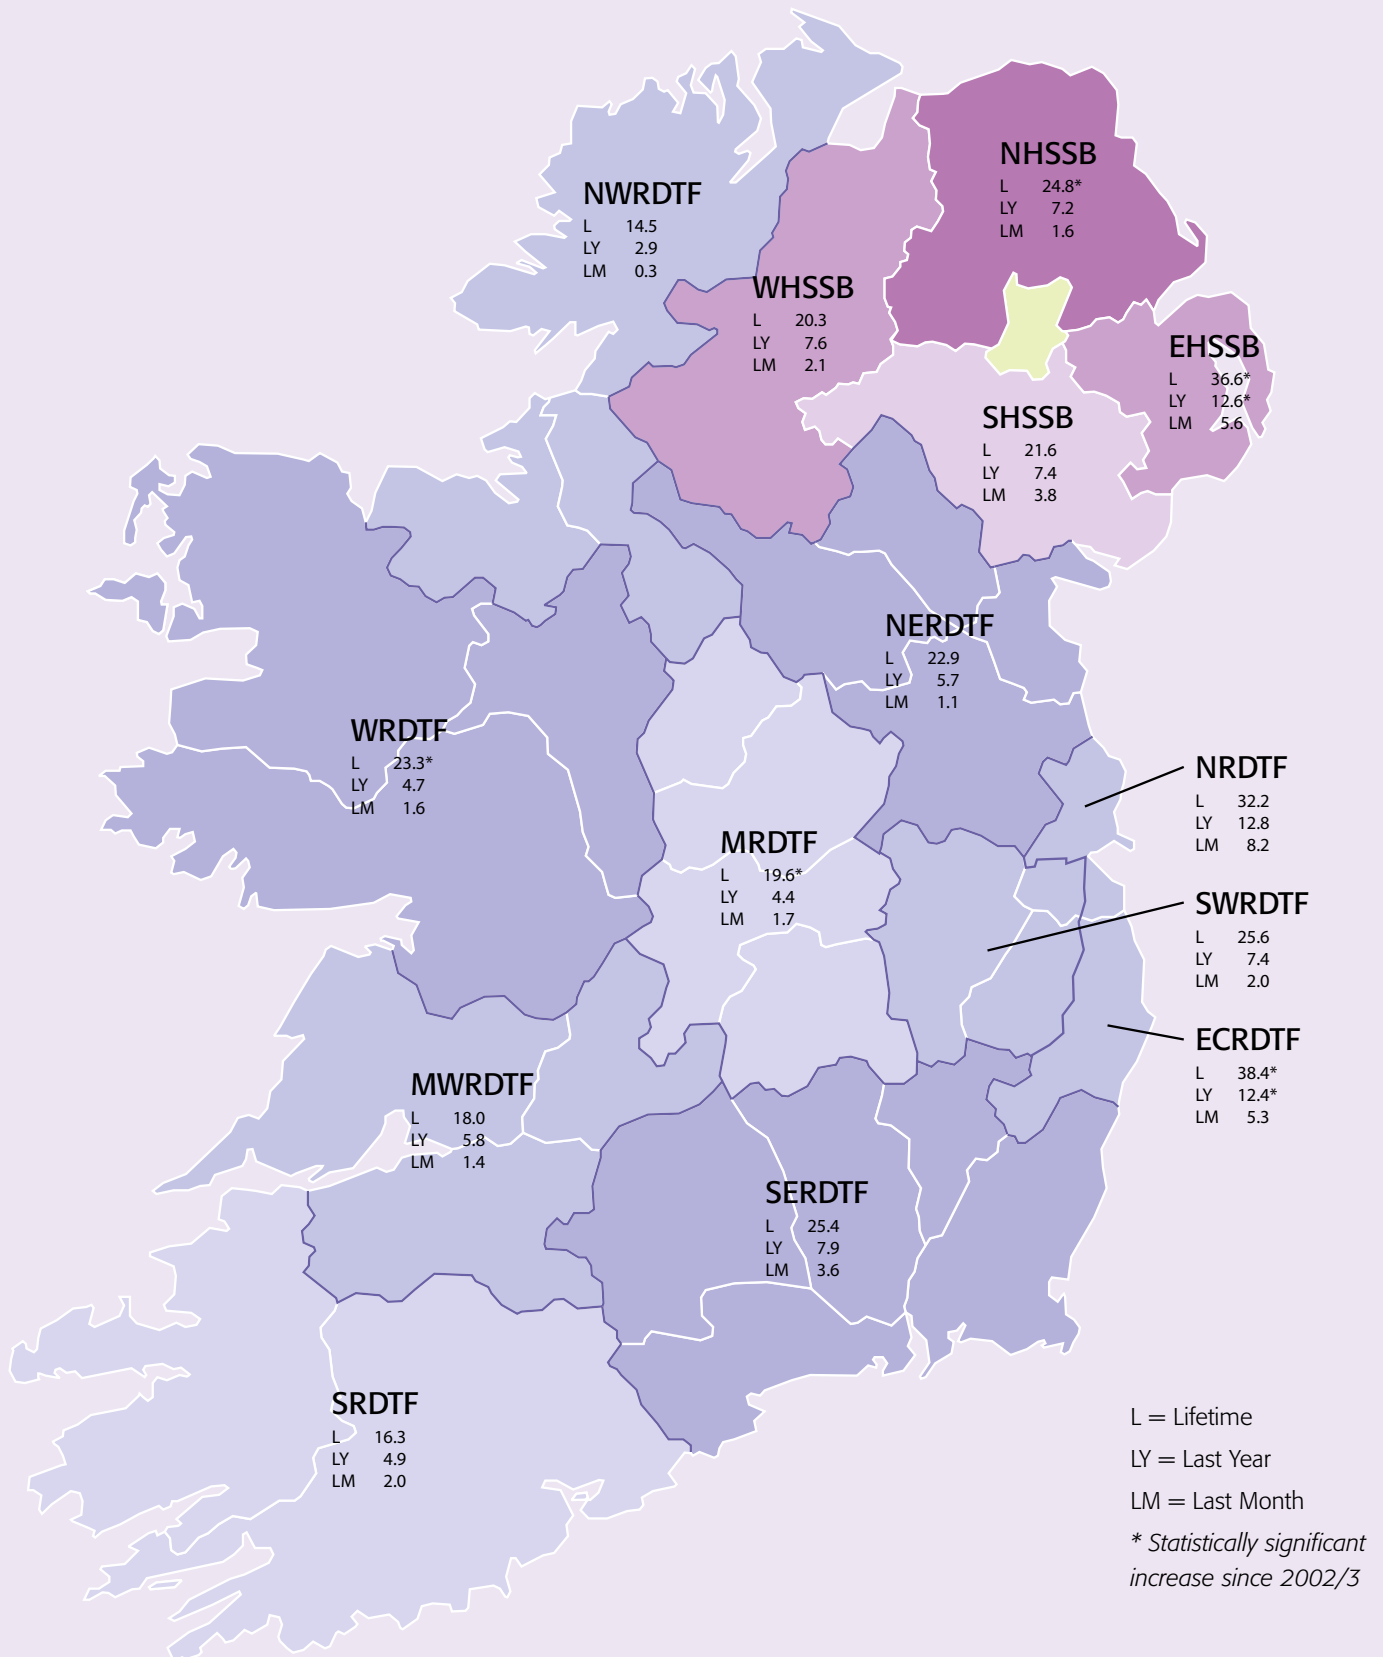 NHSSB
L 24.8*
LY 7.2
LM 1.6
NWRDTF
L 14.5
LY 2.9
LM 0.3
WHSSB
L 20.3
LY 7.6
LM 2.1
EHSSB
L 36.6*
LY 12.6*
LM 5.6
SHSSB
L 21.6
LY 7.4
LM 3.8
NERDTF
L 22.9
LY 5.7
LM 1.1
WRDTF
L 23.3*
LY 4.7
LM 1.6
NRDTF
L 32.2
LY 12.8
LM 8.2
MRDTF
L 19.6*
LY 4.4
LM 1.7
SWRDTF
L 25.6
LY 7.4
LM 2.0
ECRDTF
L 38.4*
LY 12.4*
LM 5.3
MWRDTF
L 18.0
LY 5.8
LM 1.4
SERDTF
L 25.4
LY 7.9
LM 3.6
SRDTF
L 16.3
LY 4.9
LM 2.0
L = Lifetime
LY = Last Year
LM = Last Month
* Statistically significant
increase since 2002/3